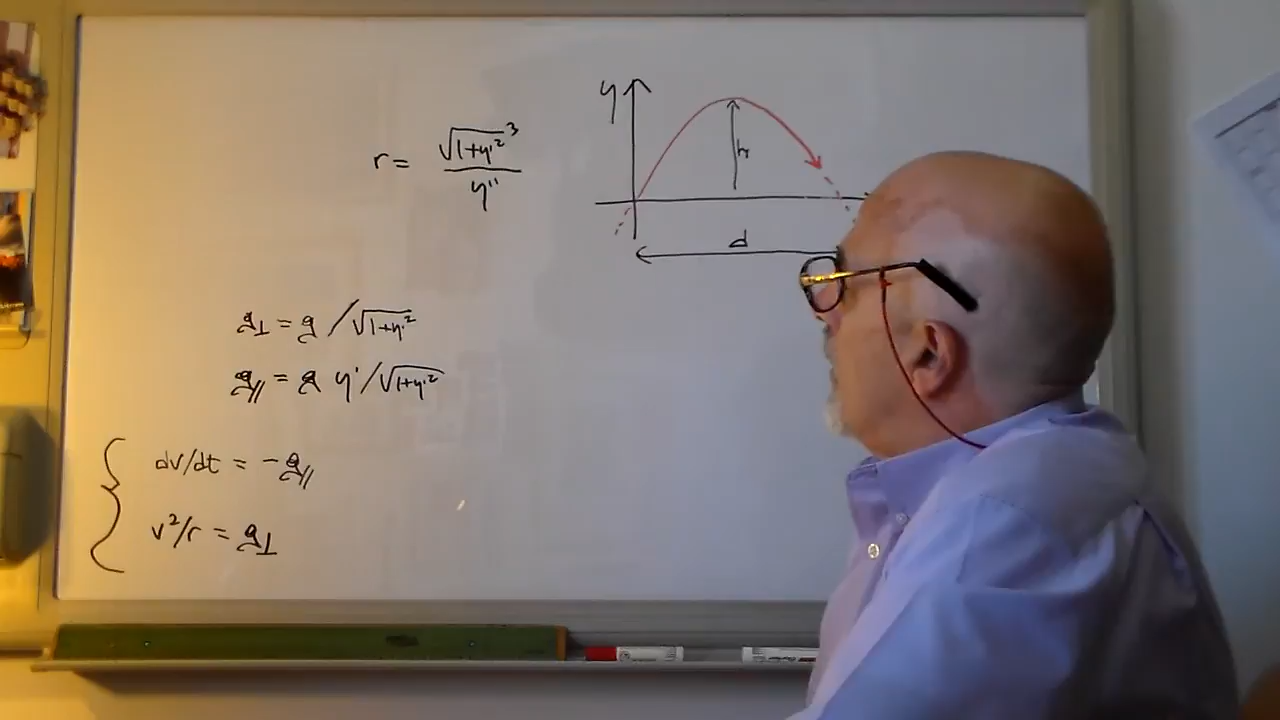 y
r = √(1+y'²)³ / y''
h
d
g⊥ = g / √(1+y'²)
g∥ = g y' / √(1+y'²)
dv/dt = -g∥
v²/r = g⊥